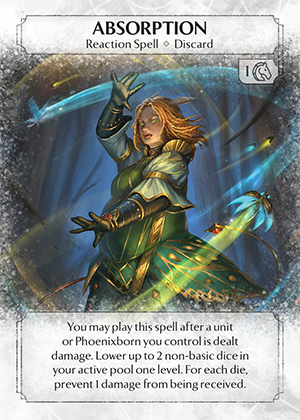 ABSORPTION
Reaction Spell ⬦ Discard
1
You may play this spell after a unit
or Phoenixborn you control is dealt
damage. Lower up to 2 non-basic dice in
your active pool one level. For each die,
prevent 1 damage from being received.